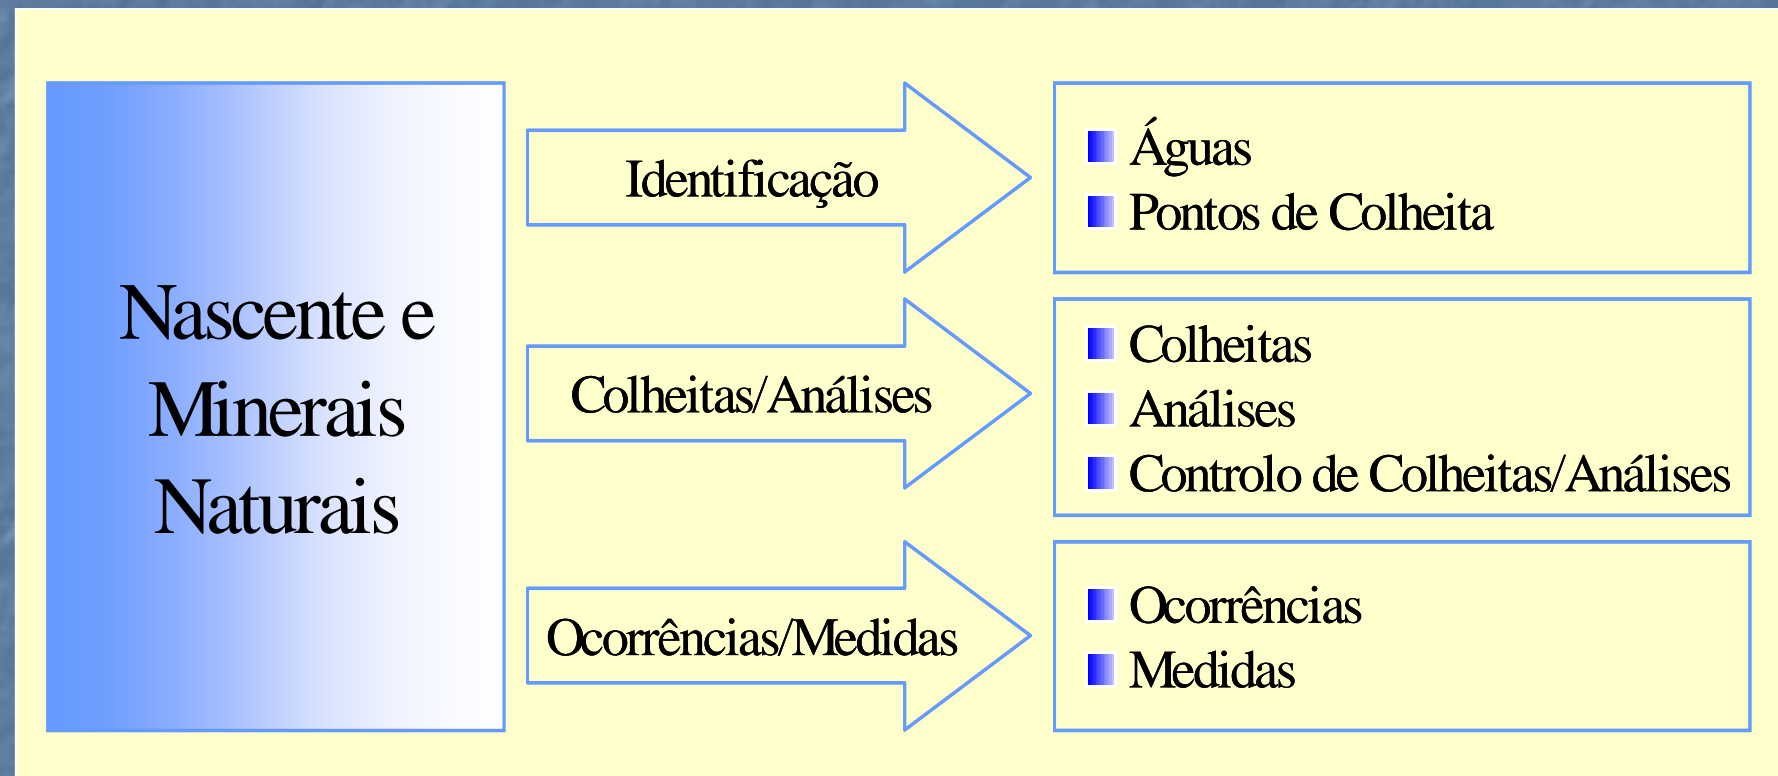 Nascente e
Minerais
Naturais
Identificação
Águas
Pontos de Colheita
Colheitas/Análises
Colheitas
Análises
Controlo de Colheitas/Análises
Ocorrências/Medidas
Ocorrências
Medidas